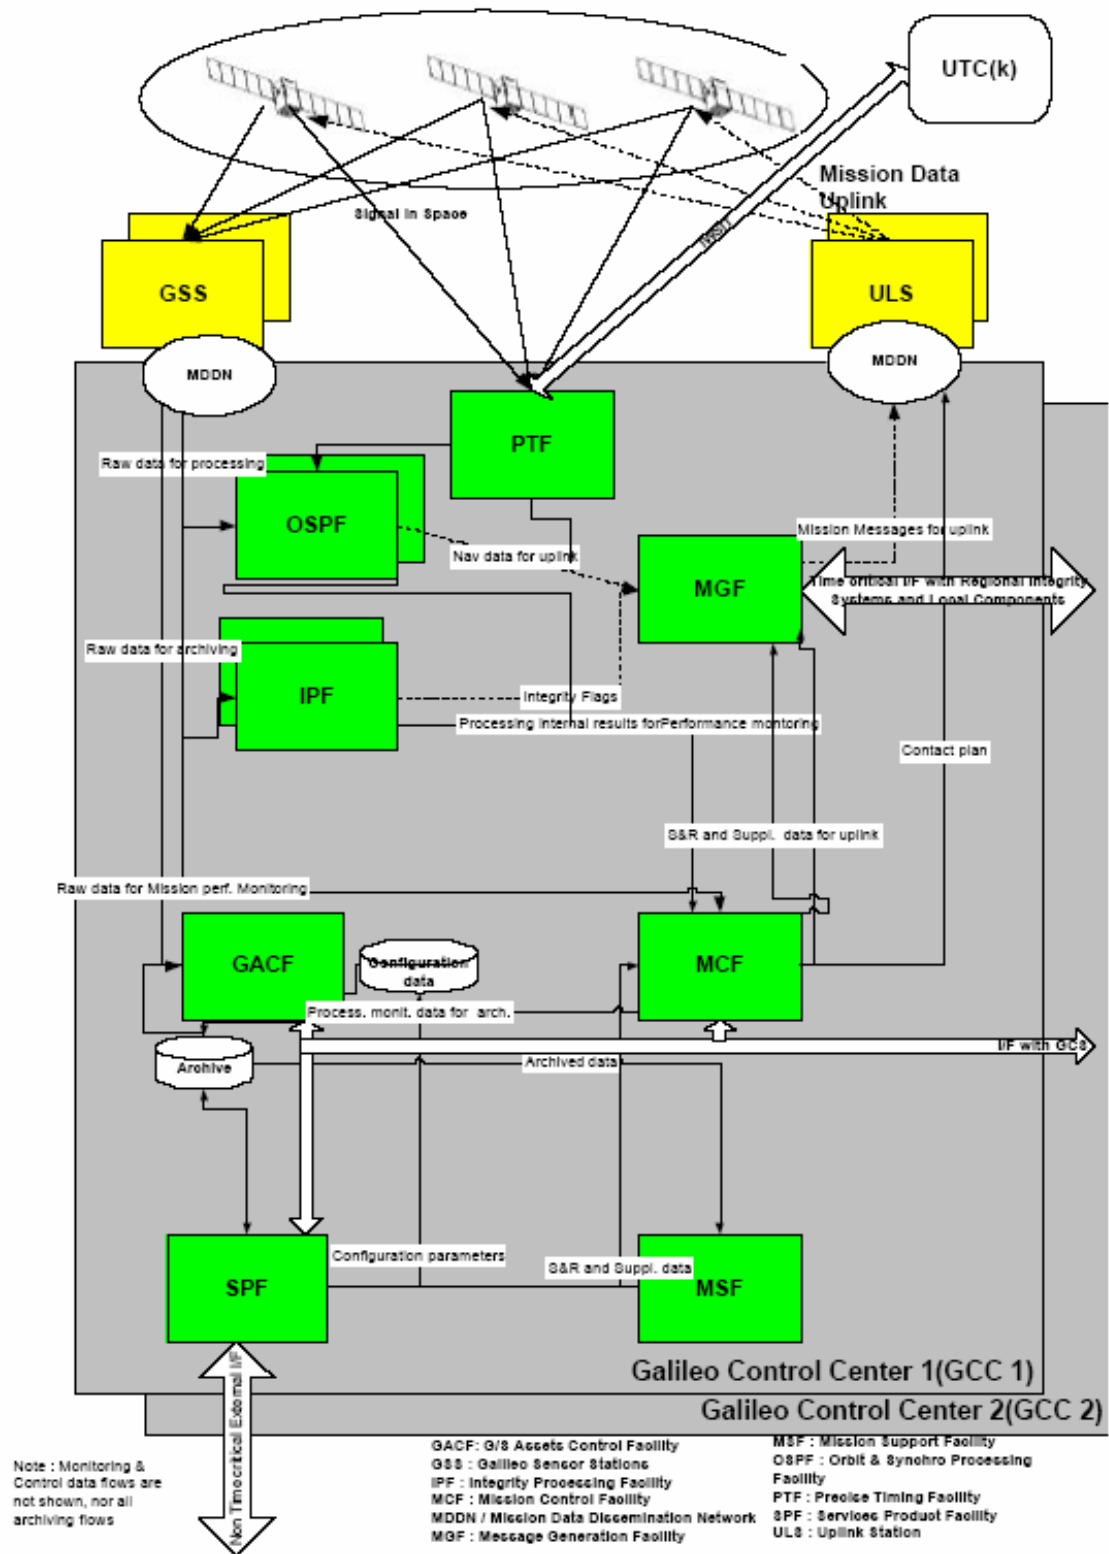 UTC(k)
Mission Data
Uplink
Signal in Space
GSS
ULS
MDDN
MDDN
PTF
Raw data for processing
OSPF
Mission Messages for uplink
Nav data for uplink
MGF
Time critical I/F with Regional Integrity
Systems and Local Components
Raw data for archiving
IPF
Integrity Flags
Processing internal results forPerformance montoring
Contact plan
S&R and Suppl. data for uplink
Raw data for Mission perf. Monitoring
GACF
Configuration
data
MCF
Process. monit. data for arch.
I/F with GCS
Archive
Archived data
Configuration parameters
S&R and Suppl. data
SPF
MSF
Galileo Control Center 1(GCC 1)
Galileo Control Center 2(GCC 2)
Non Timecritical External I/F
Note : Monitoring &
Control data flows are
not shown, nor all
archiving flows
GACF: G/S Assets Control Facility
GSS : Galileo Sensor Stations
IPF : Integrity Processing Facility
MCF : Mission Control Facility
MDDN / Mission Data Dissemination Network
MGF : Message Generation Facility
MSF : Mission Support Facility
OSPF : Orbit & Synchro Processing
Facility
PTF : Precise Timing Facility
SPF : Services Product Facility
ULS : Uplink Station